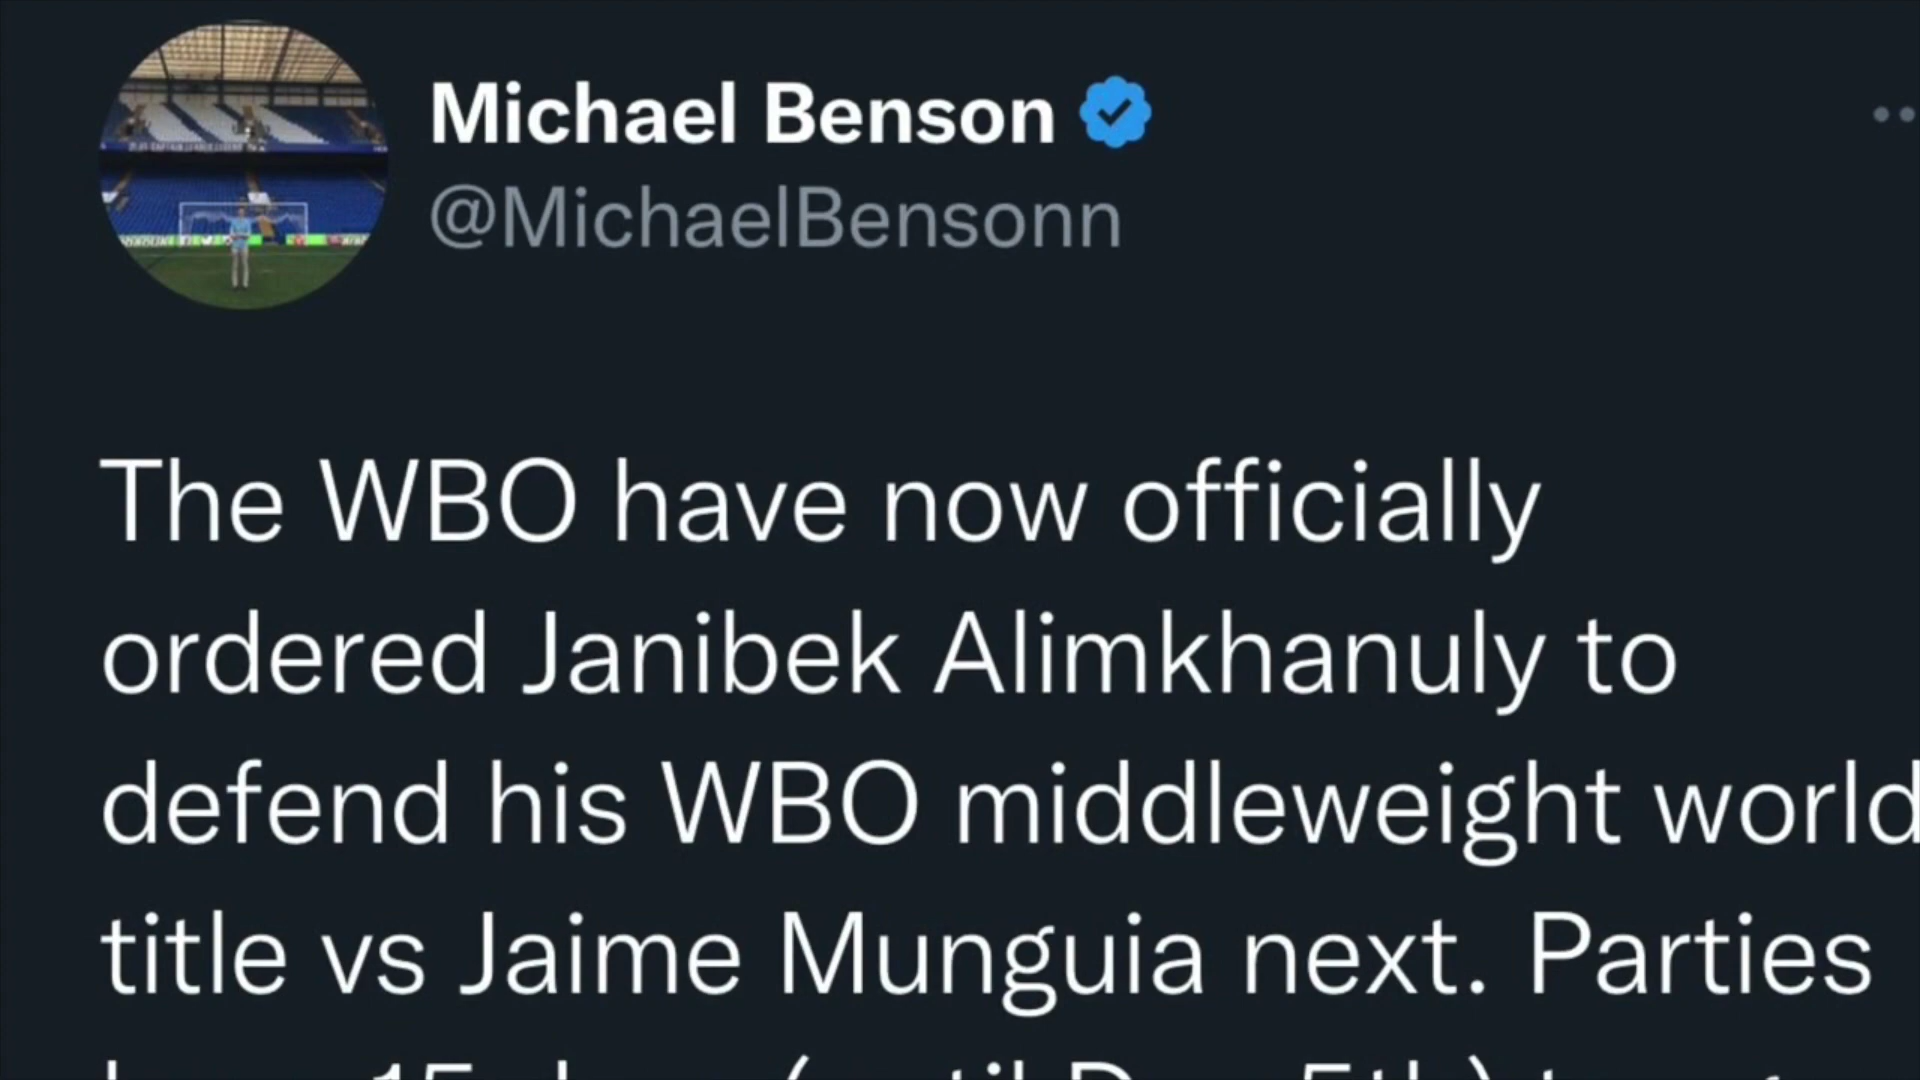 Michael Benson
@MichaelBensonn
The WBO have now officially
ordered Janibek Alimkhanuly to
defend his WBO middleweight world
title vs Jaime Munguia next. Parties